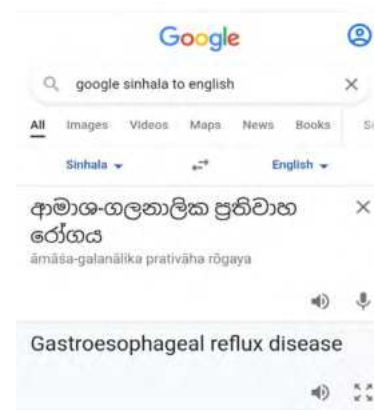 Google
google sinhala to english
All Images Videos Maps News Books
Sinhala English
ආමාශ-ගලනාලික ප්‍රතිවාහ
රෝගය
āmāśa-galanālika prativāha rōgaya
Gastroesophageal reflux disease